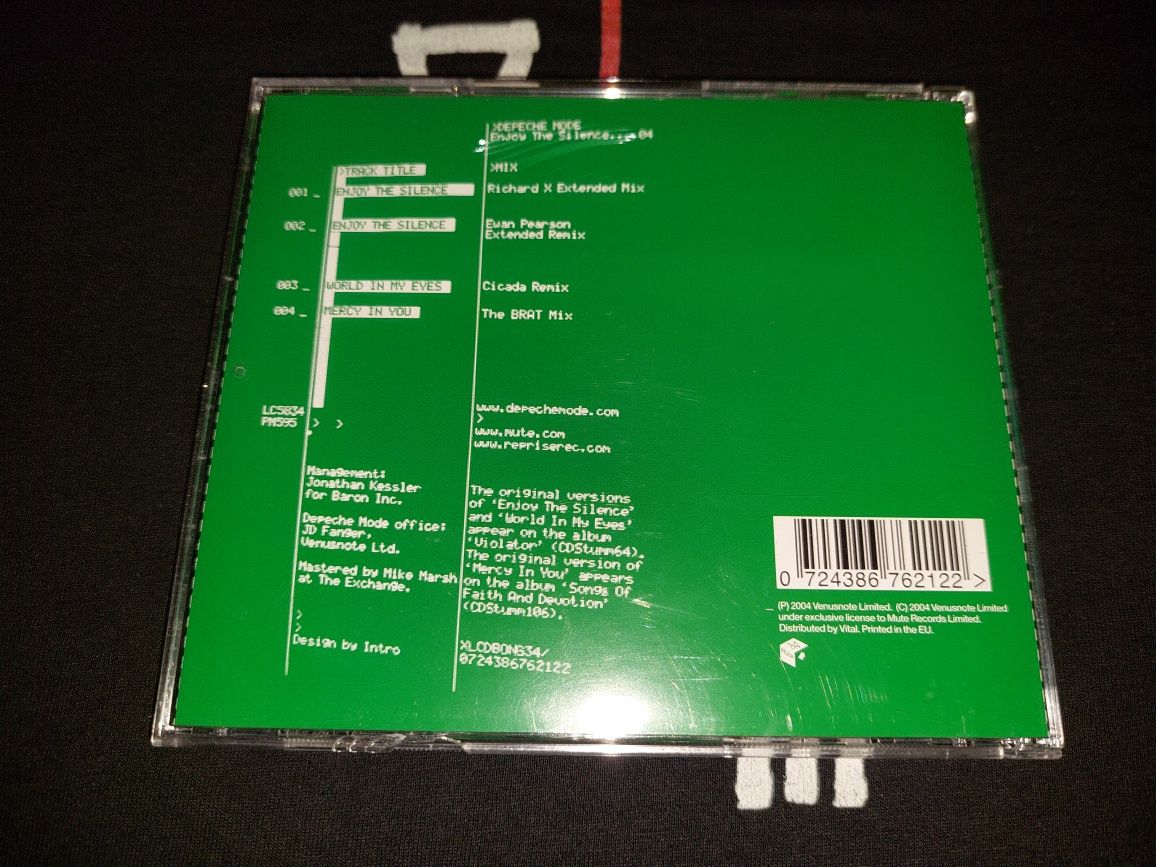 >DEPECHE MODE
Enjoy The Silence...04
>TRACK TITLE
>MIX
001 _ ENJOY THE SILENCE
Richard X Extended Mix
002 _ ENJOY THE SILENCE
Ewan Pearson
Extended Remix
003 _ WORLD IN MY EYES
Cicada Remix
004 _ MERCY IN YOU
The BRAT Mix
LC5834
PM595 > >
www.depechemode.com
>
www.mute.com
www.repriserec.com
Management:
Jonathan Kessler
for Baron Inc.
Depeche Mode office:
JD Fanger,
Venusnote Ltd.
Mastered by Mike Marsh
at The Exchange.
>
>
Design by Intro
The original versions
of 'Enjoy The Silence'
and 'World In My Eyes'
appear on the album
'Violator' (CDStumm64).
The original version of
'Mercy In You' appears
on the album 'Songs Of
Faith And Devotion'
(CDStumm106).
XLCDBONG34/
0724386762122
0 724386 762122 >
_ (P) 2004 Venusnote Limited. (C) 2004 Venusnote Limited
under exclusive license to Mute Records Limited.
Distributed by Vital. Printed in the EU.